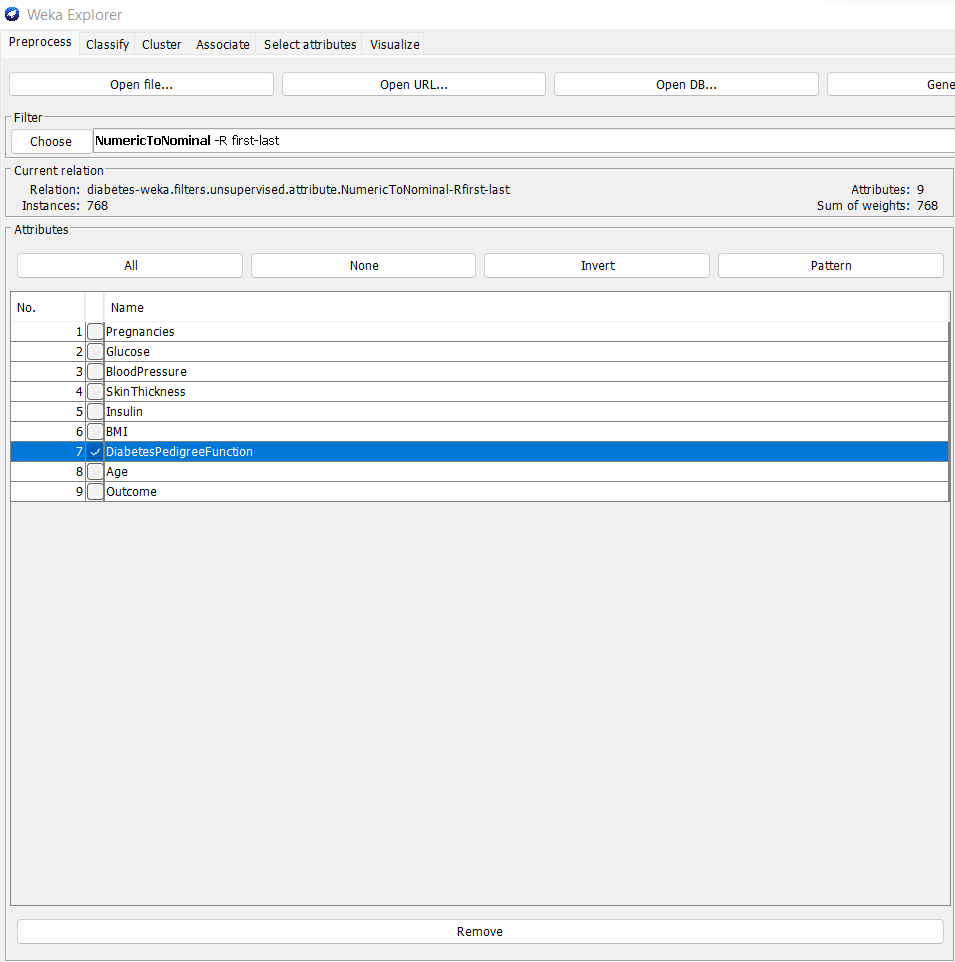 Weka Explorer
Preprocess Classify Cluster Associate Select attributes Visualize
Open file... Open URL... Open DB... Gene
Filter
Choose NumericToNominal -R first-last
Current relation
Relation: diabetes-weka.filters.unsupervised.attribute.NumericToNominal-Rfirst-last Attributes: 9
Instances: 768 Sum of weights: 768
Attributes
All None Invert Pattern
No. Name
1 Pregnancies
2 Glucose
3 BloodPressure
4 SkinThickness
5 Insulin
6 BMI
7 DiabetesPedigreeFunction
8 Age
9 Outcome
Remove